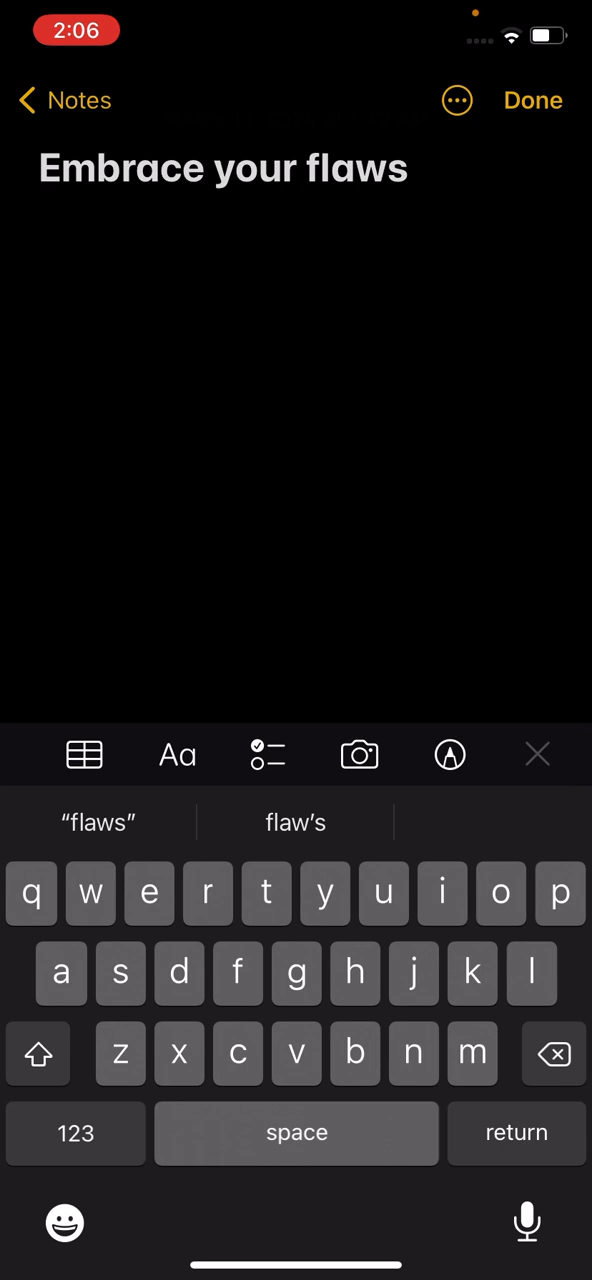 2:06
Notes
Done
Embrace your flaws
Aa
“flaws”
flaw’s
q w e r t y u i o p
a s d f g h j k l
z x c v b n m
123
space
return